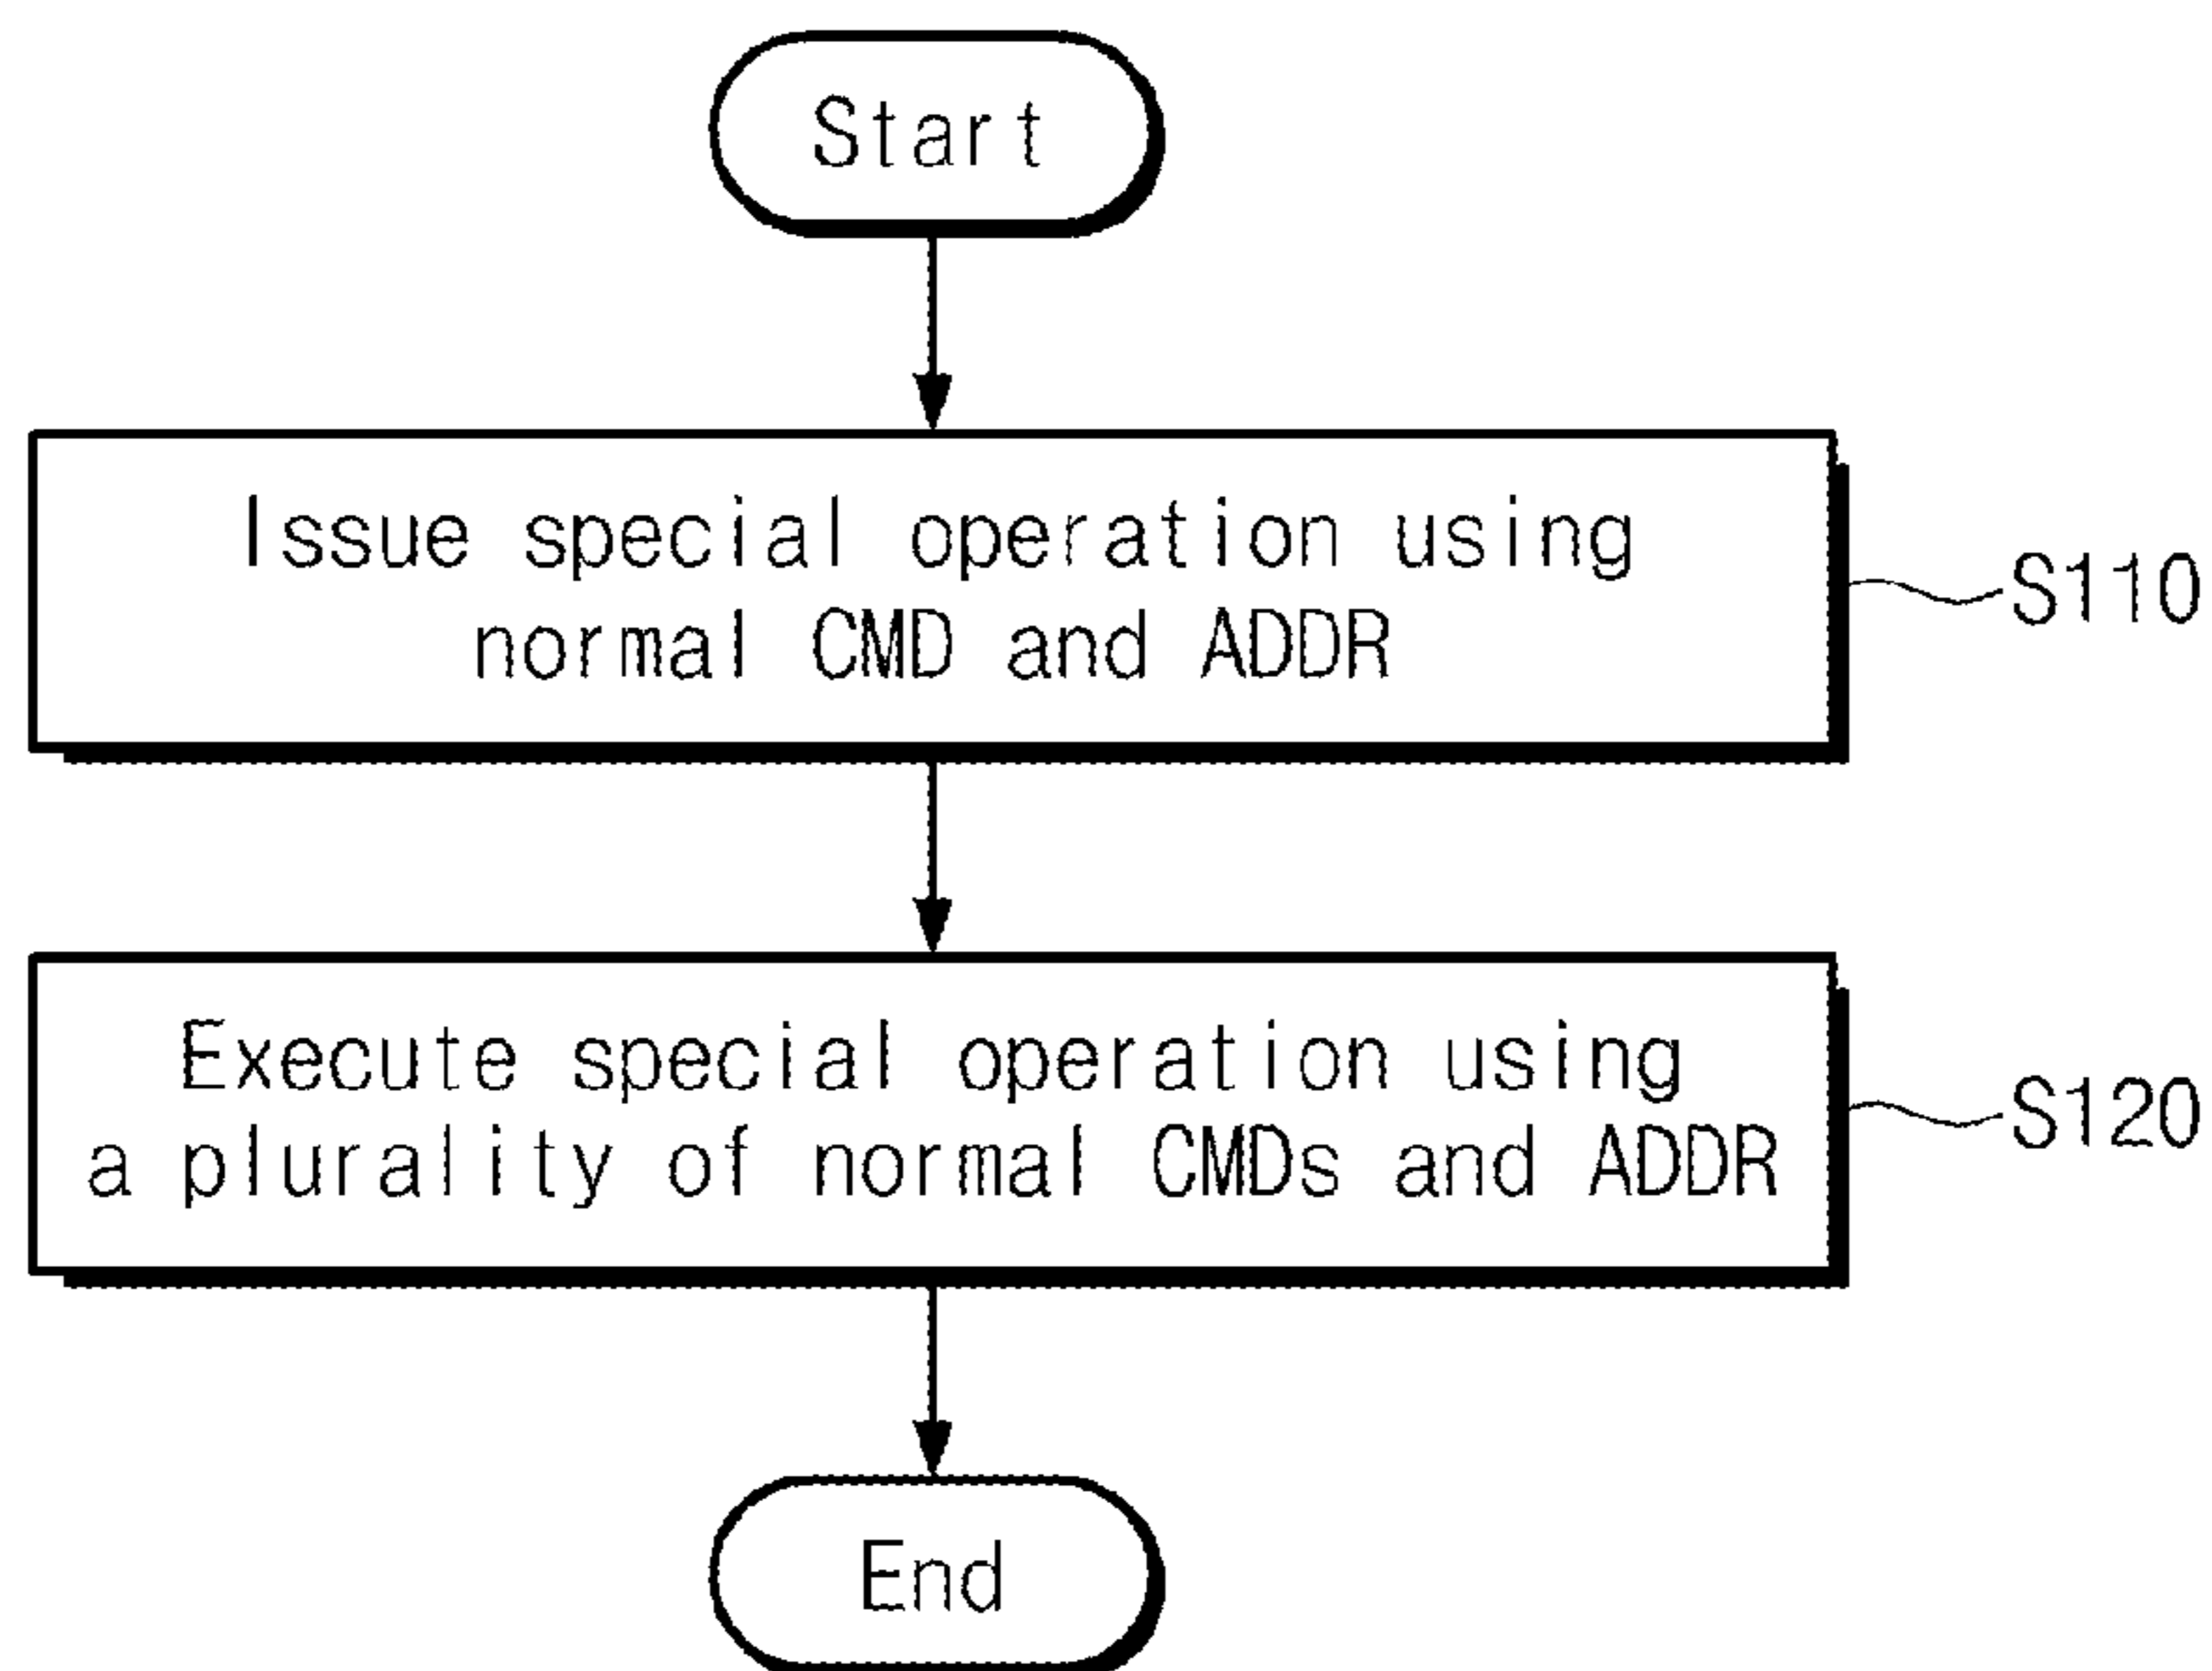 Start
Issue special operation using
normal CMD and ADDR
S110
Execute special operation using
a plurality of normal CMDs and ADDR
S120
End